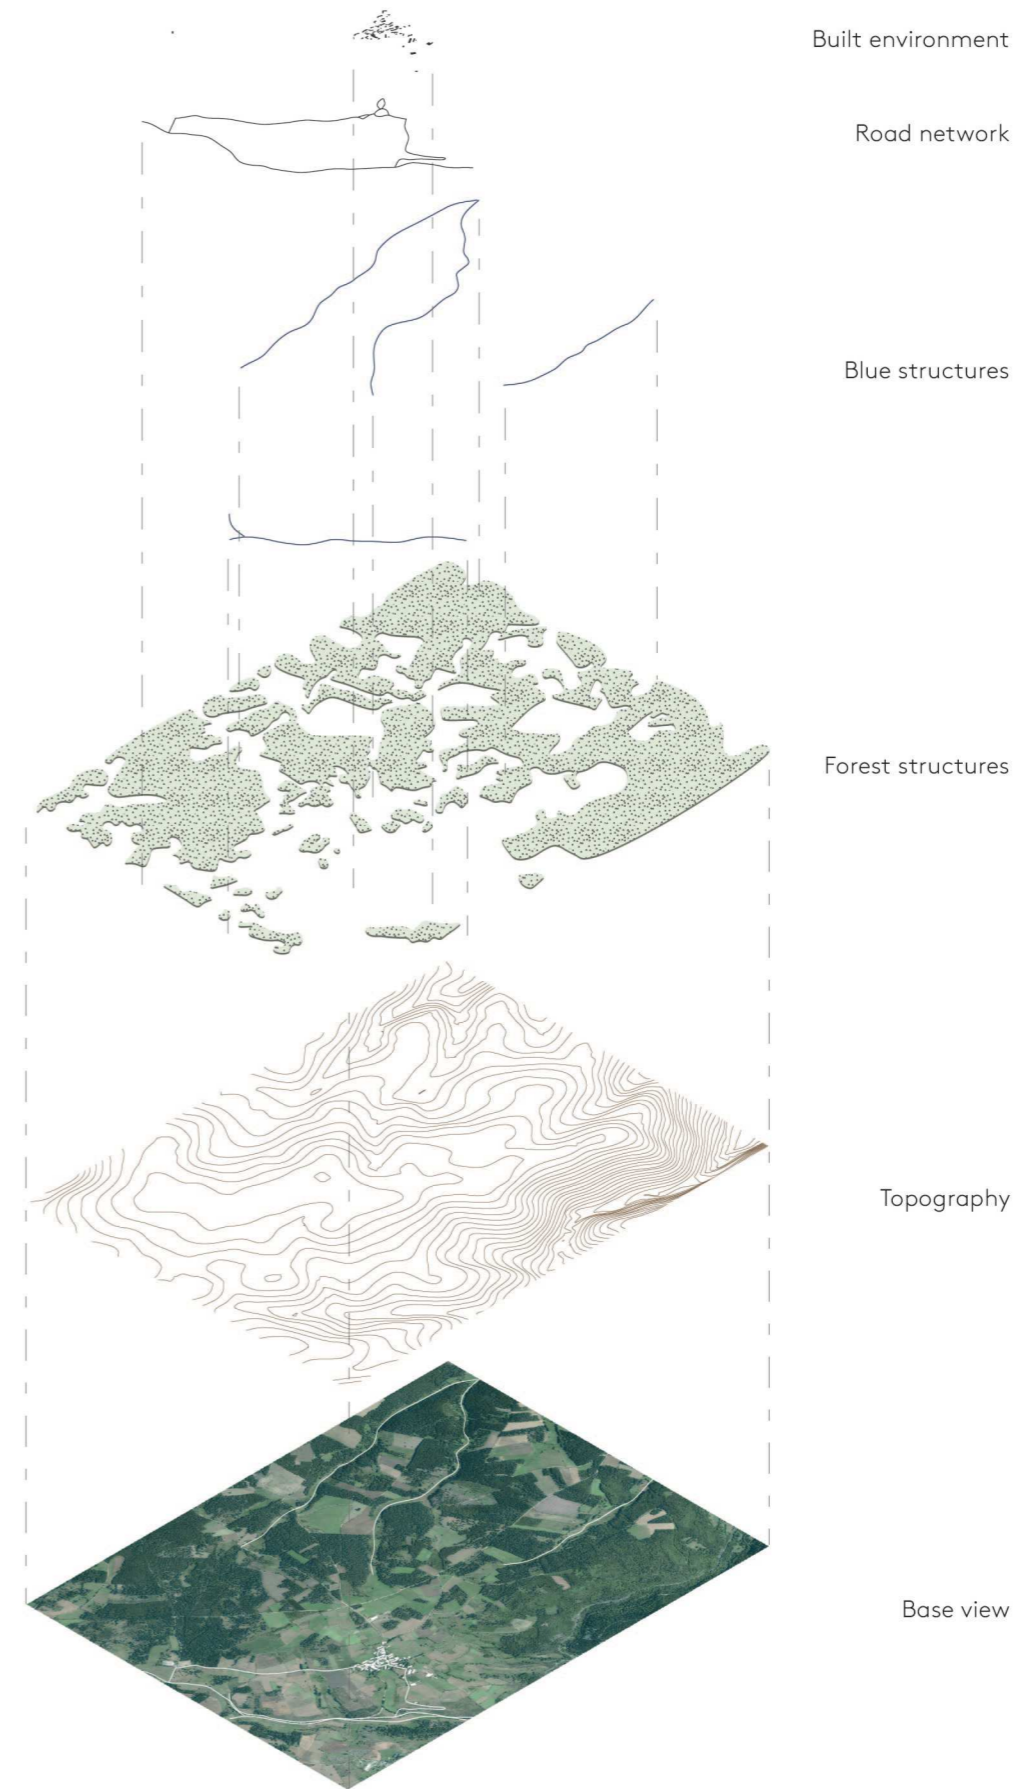 Built environment
Road network
Blue structures
Forest structures
Topography
Base view